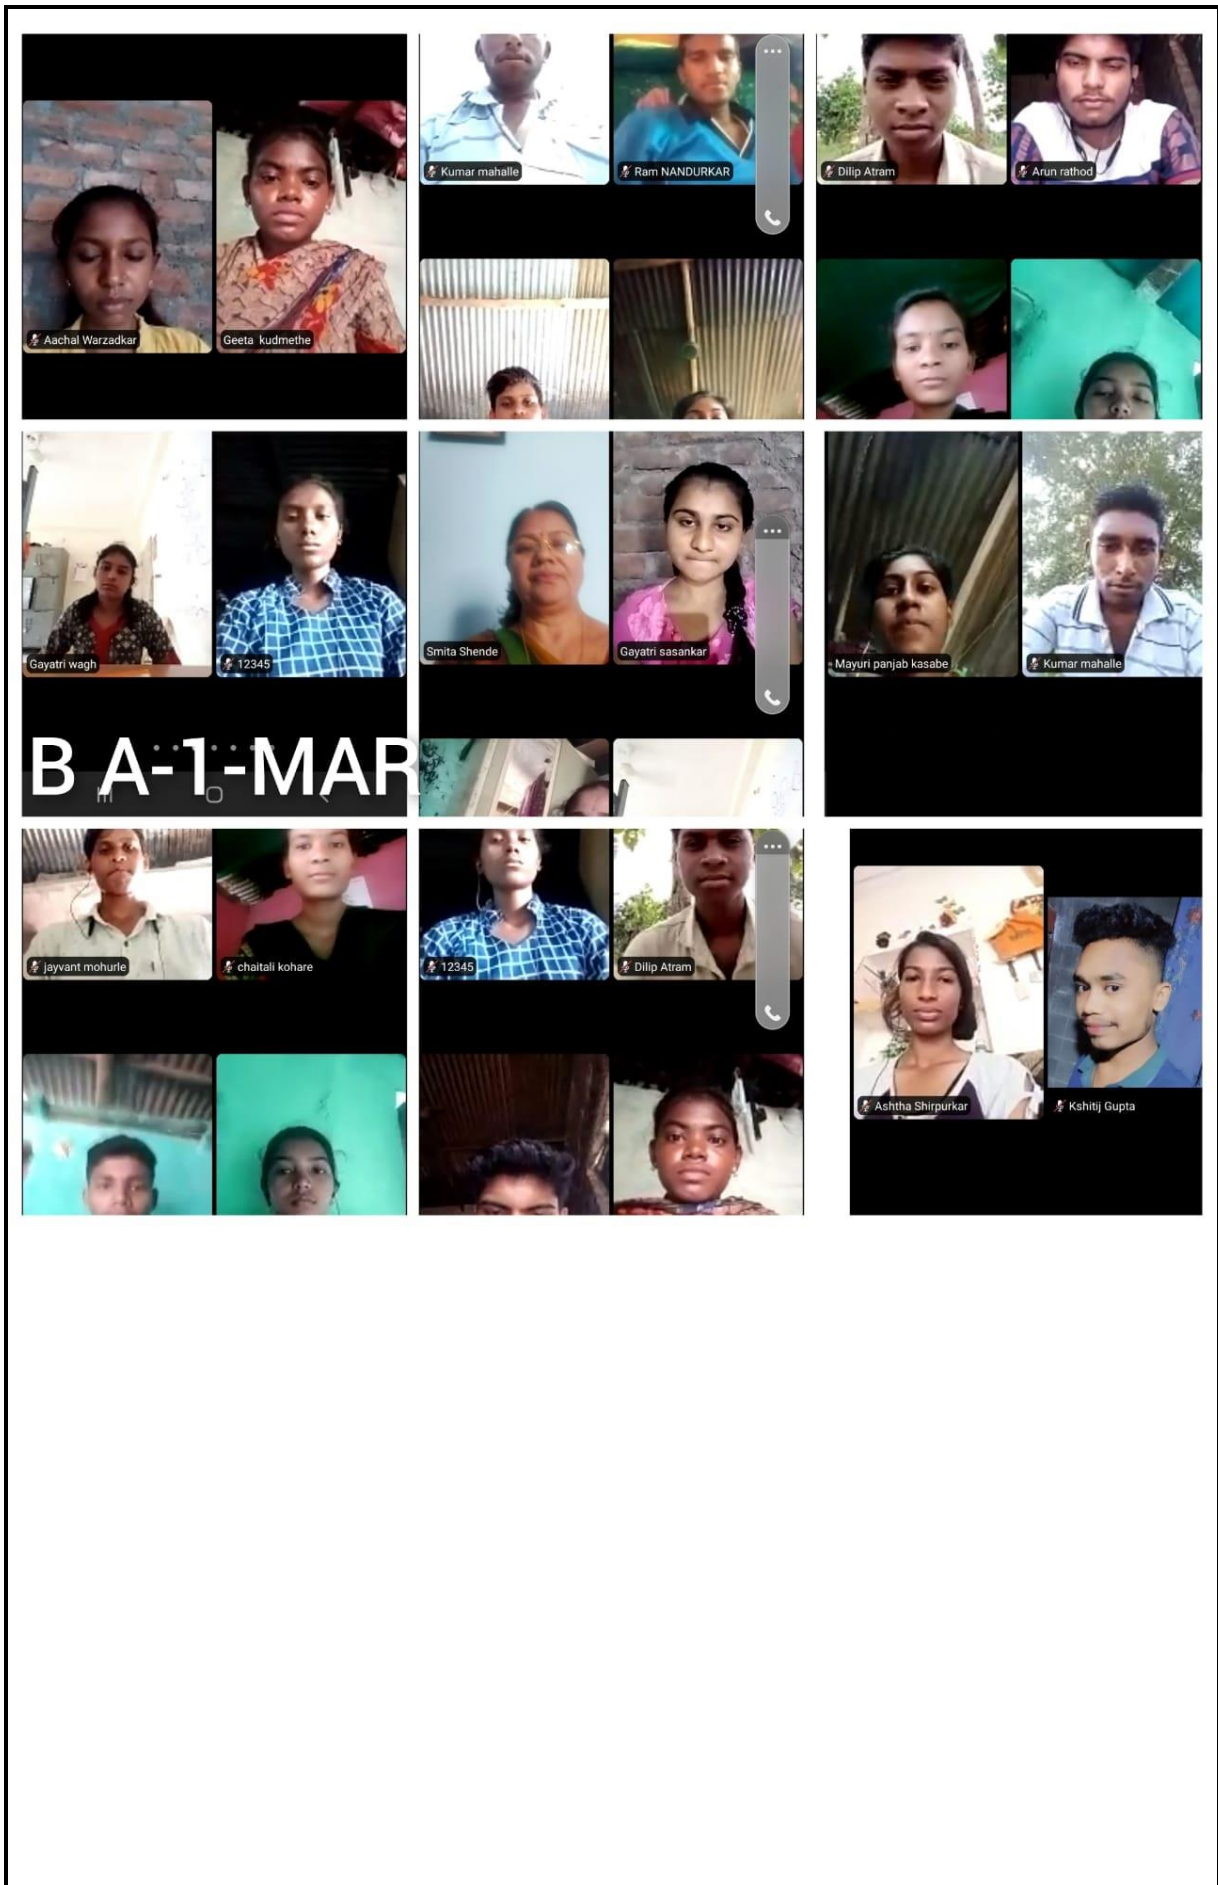 Kumar mahalle
Ram NANDURKAR
Dilip Atram
Arun rathod
Aachal Warzadkar
Geeta kudmethe
Gayatri wagh
12345
Smita Shende
Gayatri sasankar
Mayuri panjab kasabe
Kumar mahalle
B A-1-MAR
jayvant mohurle
chaitali kohare
12345
Dilip Atram
Ashtha Shirpurkar
Kshitij Gupta